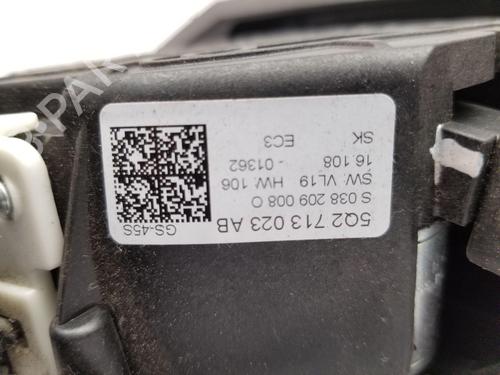 5Q2 713 023 AB
S 038 209 008 O
SW: VL19 HW: 106
16.108 - 01362
SK EC3
GS-45S